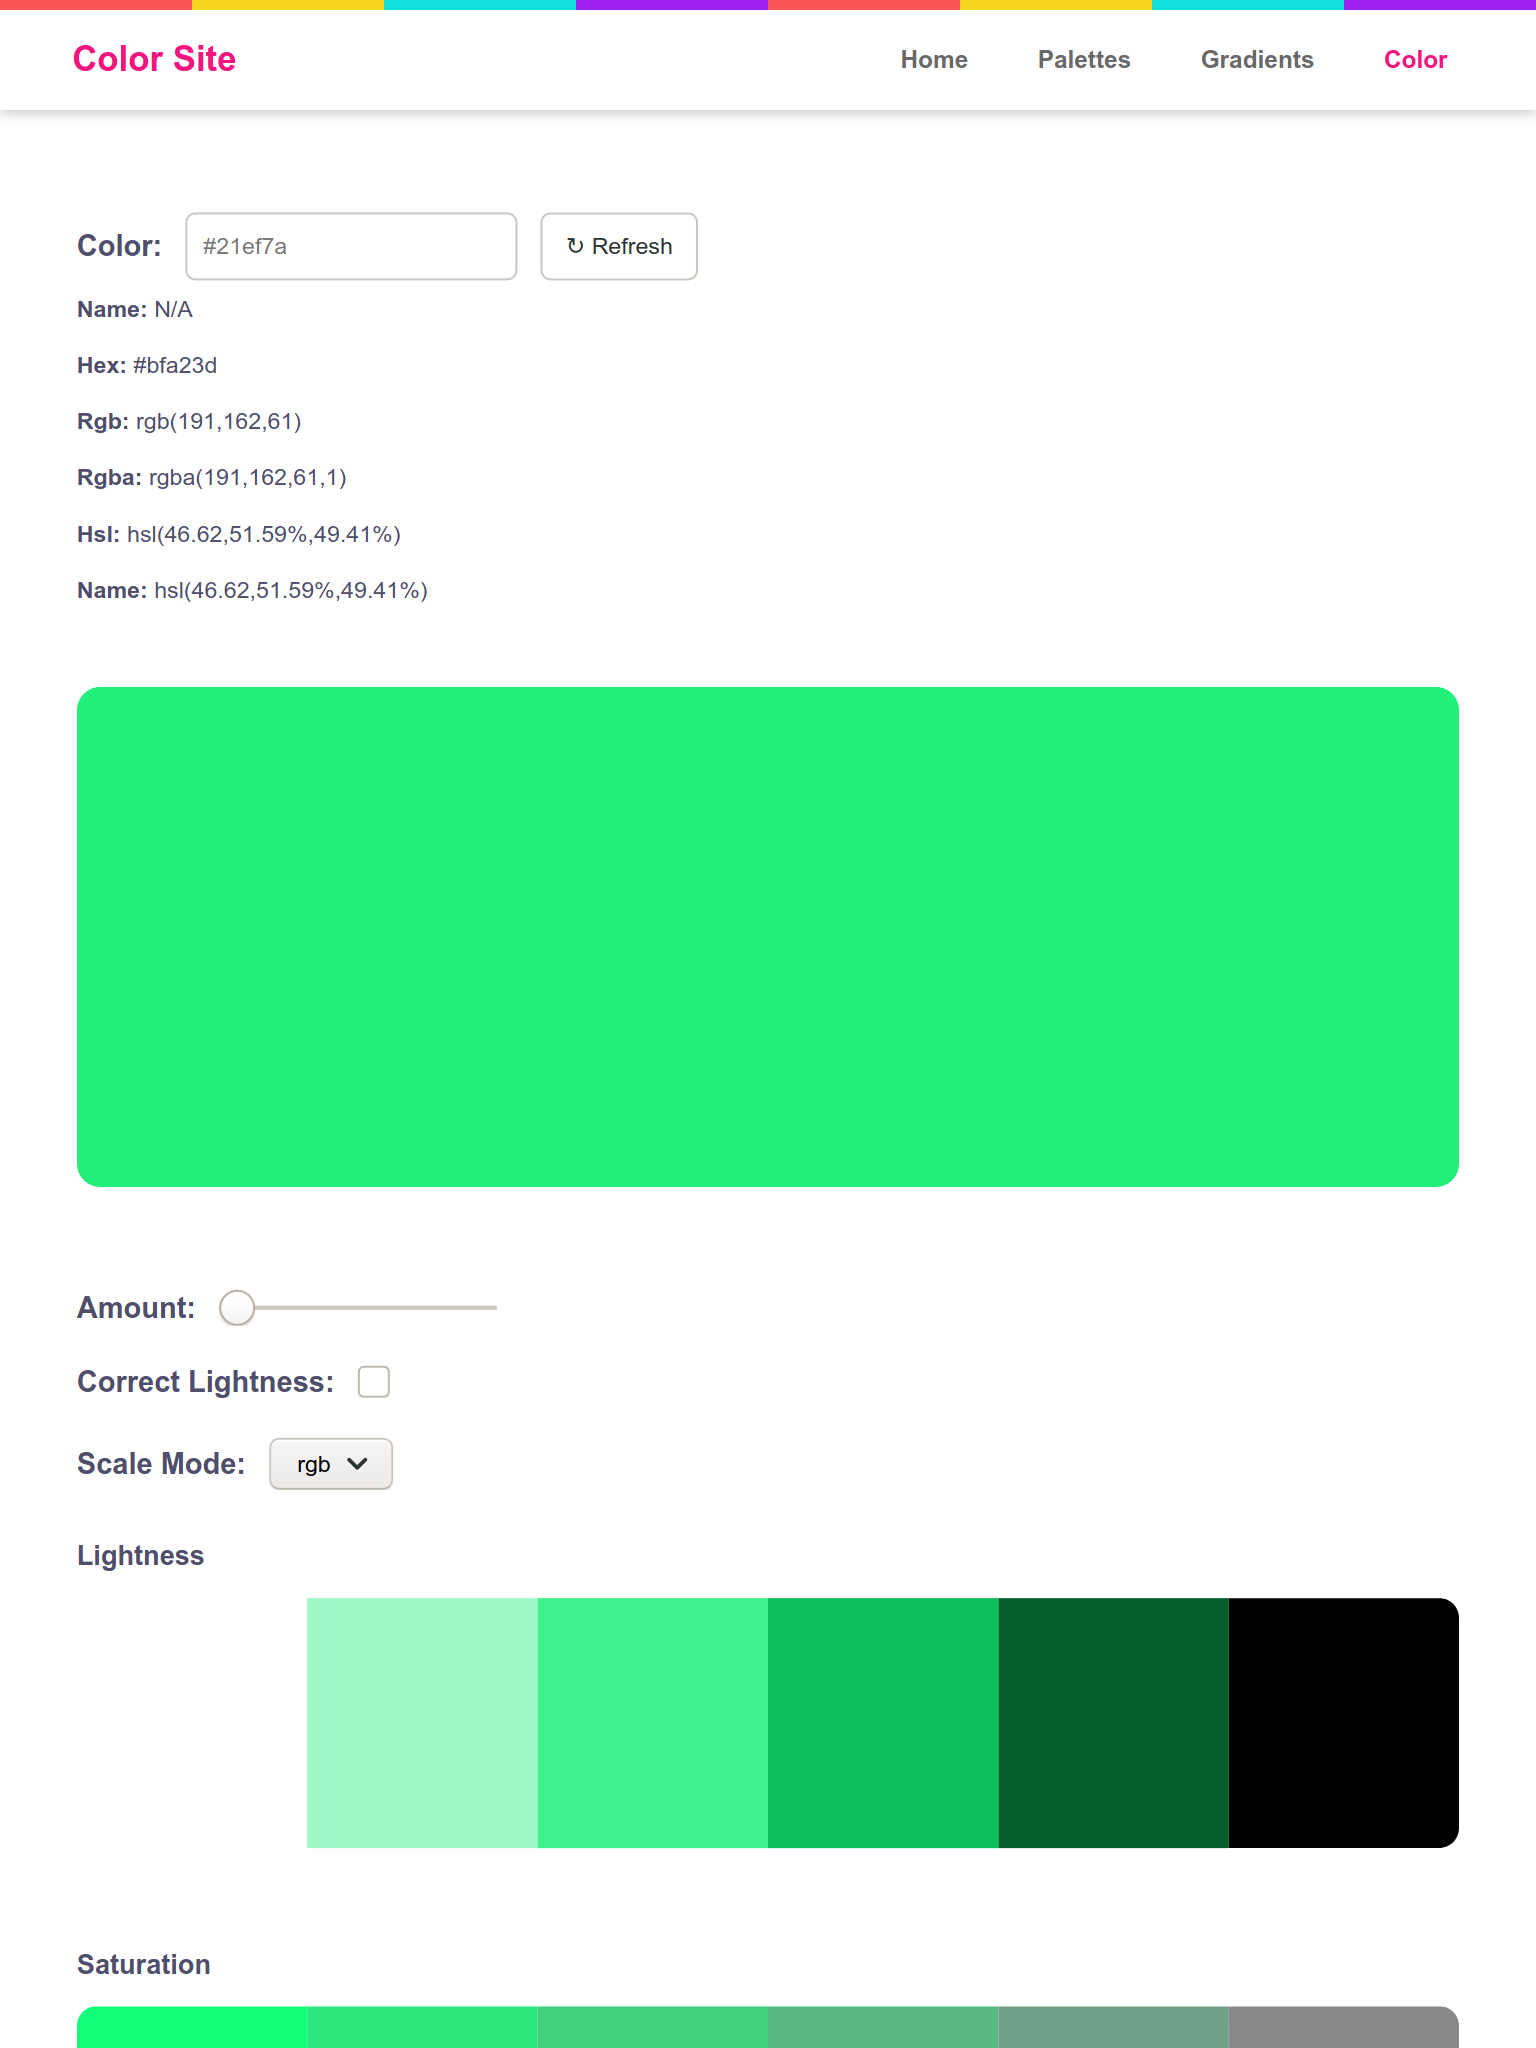 Color Site
Home Palettes Gradients Color
Color: #21ef7a ↻ Refresh
Name: N/A
Hex: #bfa23d
Rgb: rgb(191,162,61)
Rgba: rgba(191,162,61,1)
Hsl: hsl(46.62,51.59%,49.41%)
Name: hsl(46.62,51.59%,49.41%)
Amount:
Correct Lightness:
Scale Mode: rgb
Lightness
Saturation